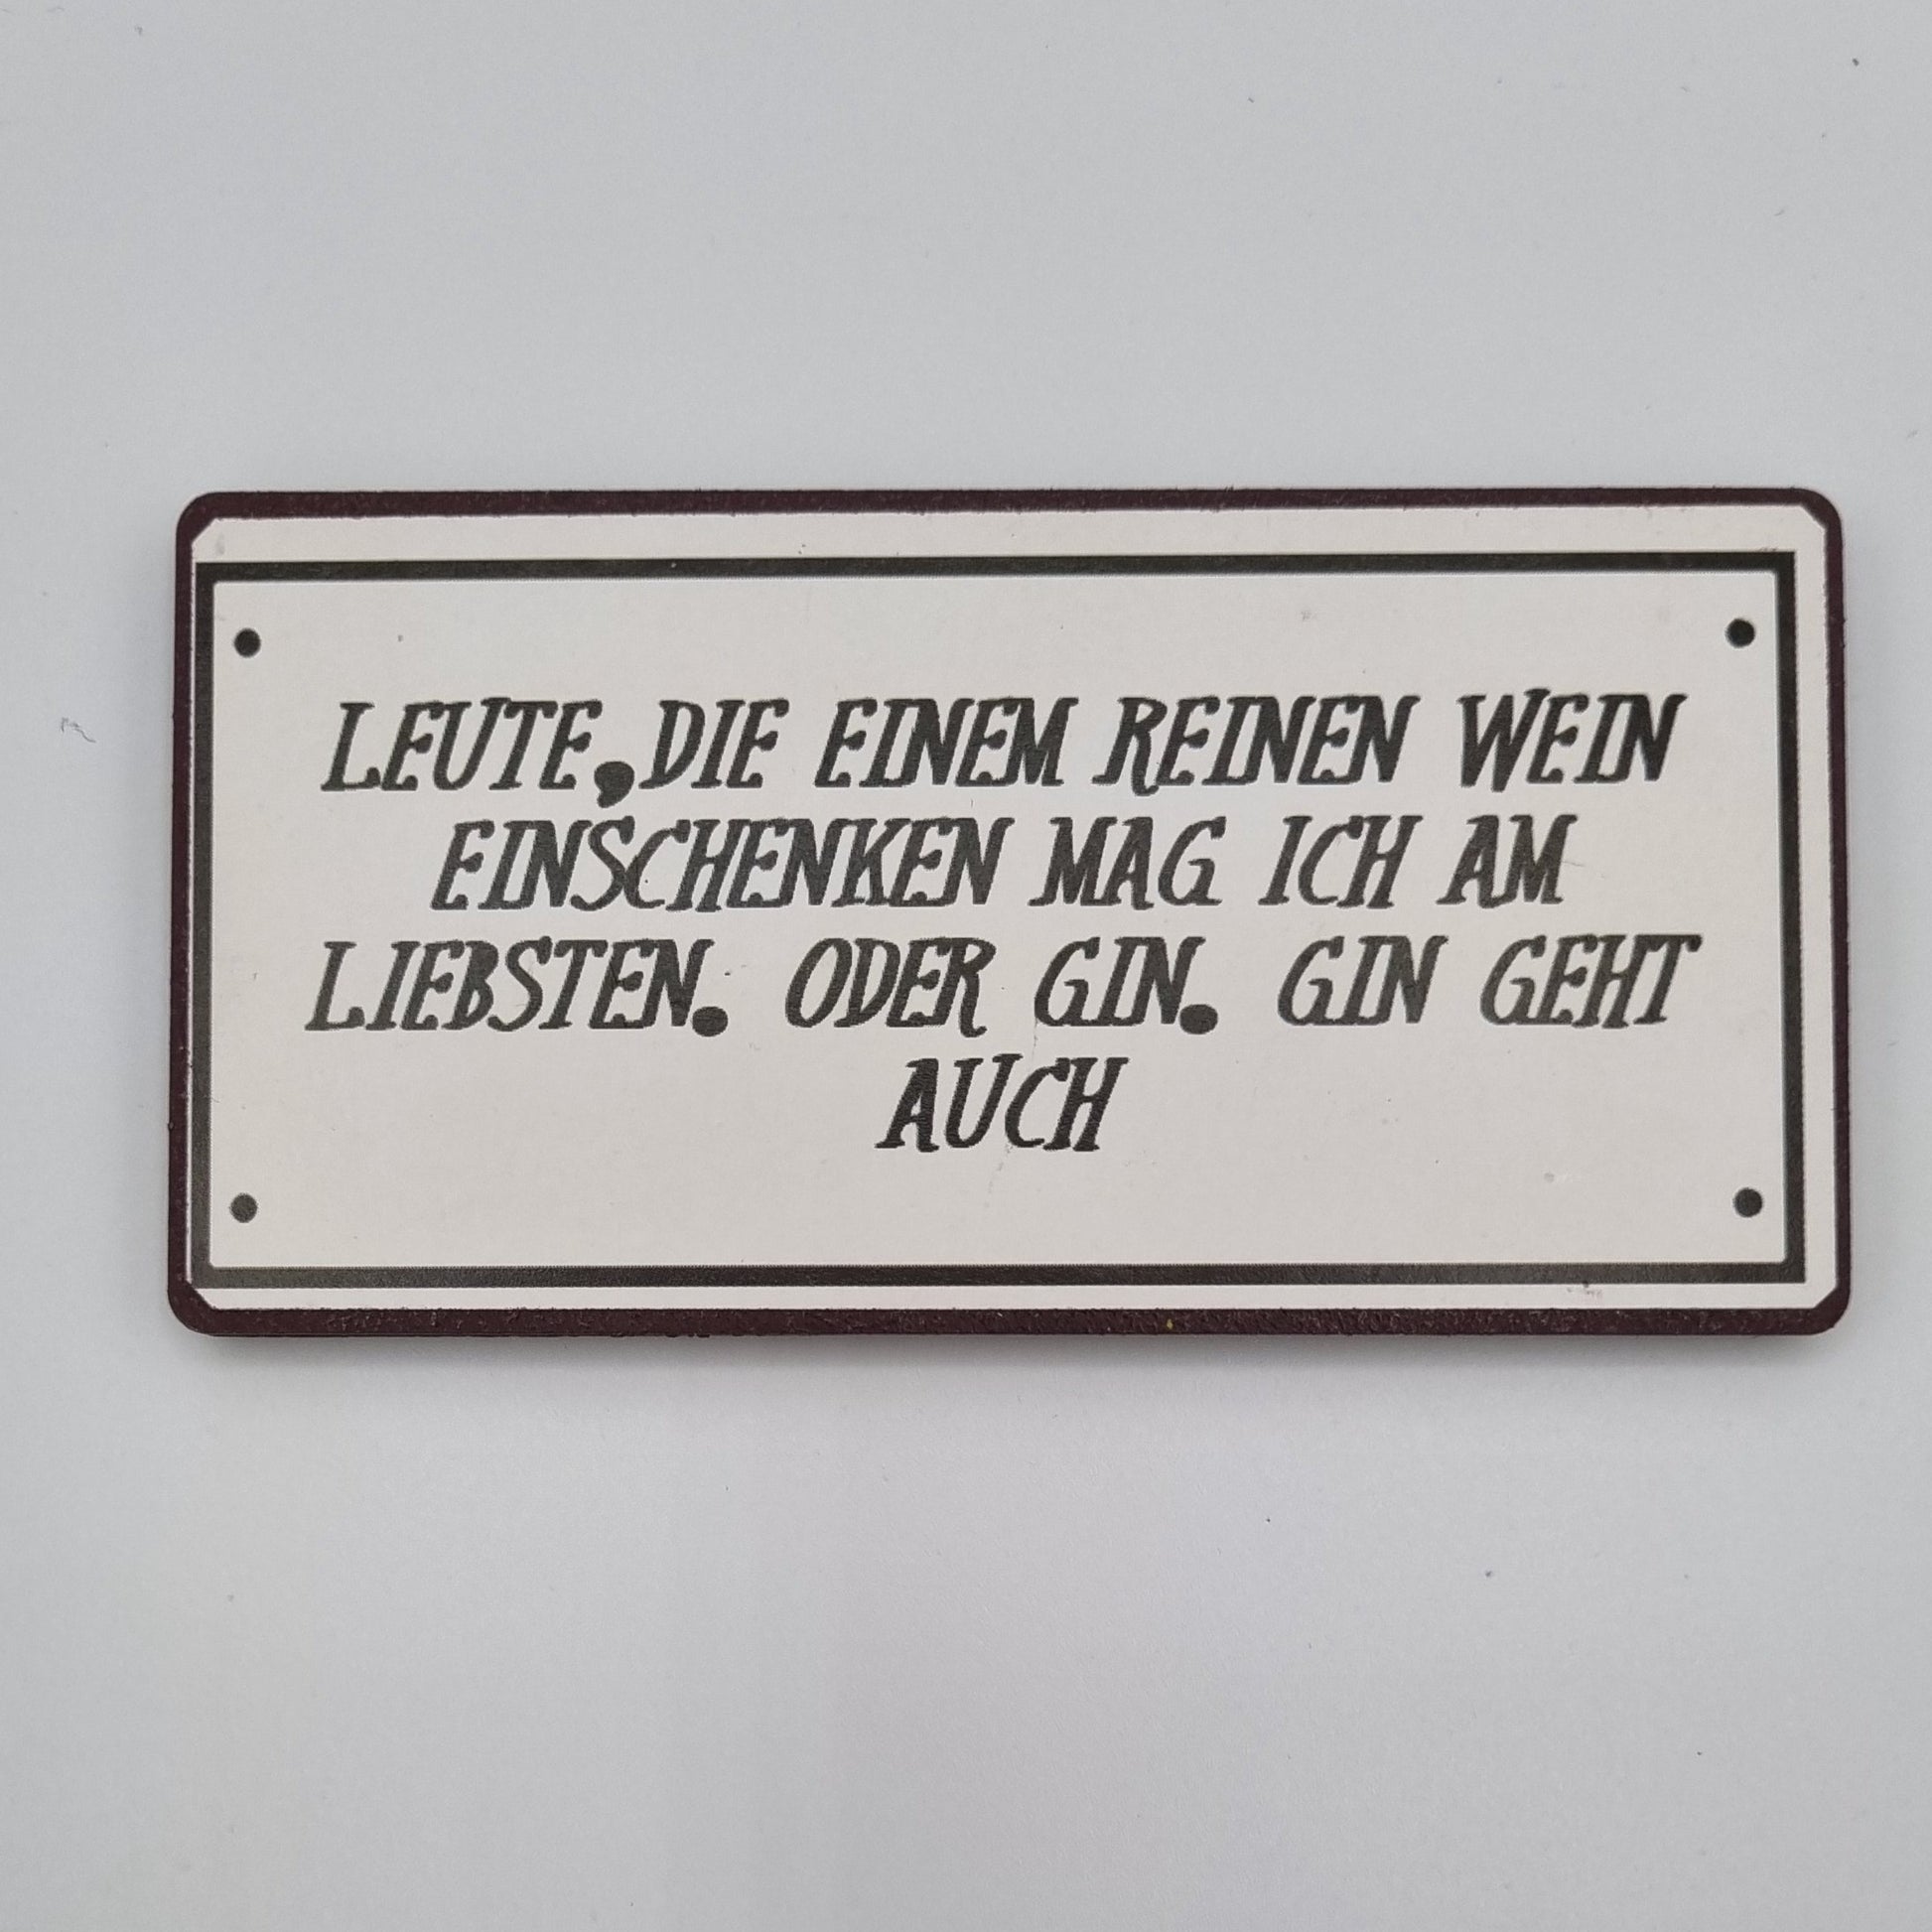 LEUTE,DIE EINEM REINEN WEIN
EINSCHENKEN MAG ICH AM
LIEBSTEN. ODER GIN. GIN GEHT
AUCH